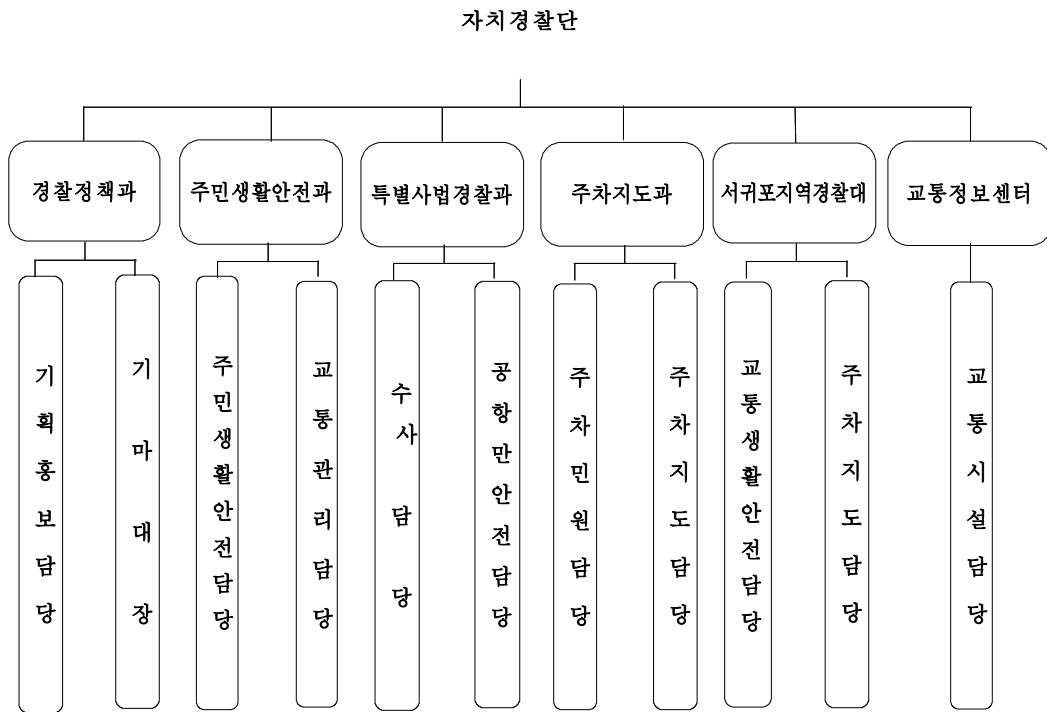 자치경찰단
경찰정책과
주민생활안전과
특별사법경찰과
주차지도과
서귀포지역경찰대
교통정보센터
기획홍보담당
기마대장
주민생활안전담당
교통관리담당
수사담당
공항만안전담당
주차민원담당
주차지도담당
교통생활안전담당
주차지도담당
교통시설담당